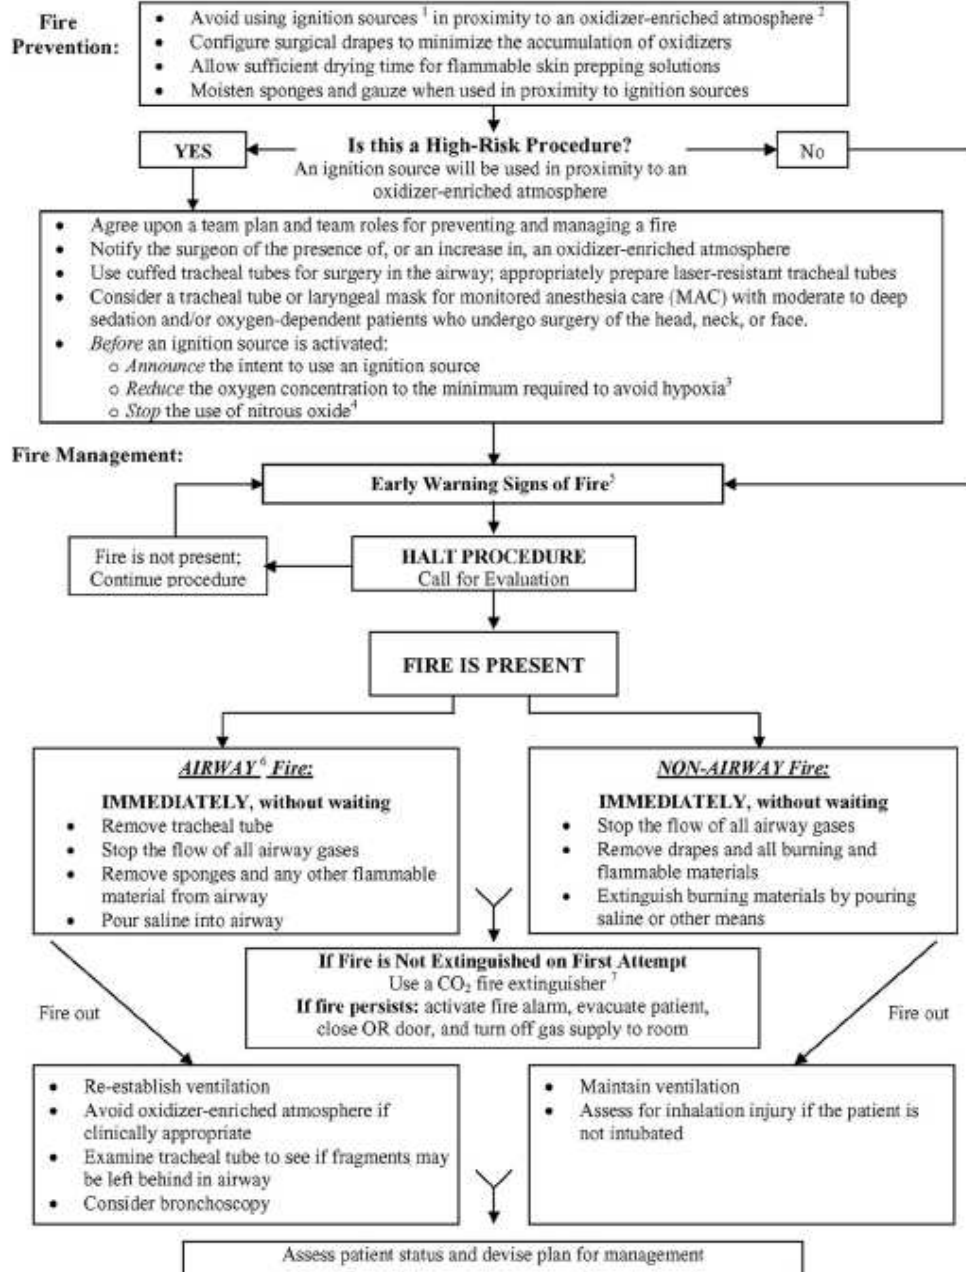 Fire
Prevention:
• Avoid using ignition sources ¹ in proximity to an oxidizer-enriched atmosphere ²
• Configure surgical drapes to minimize the accumulation of oxidizers
• Allow sufficient drying time for flammable skin prepping solutions
• Moisten sponges and gauze when used in proximity to ignition sources
YES
Is this a High-Risk Procedure?
An ignition source will be used in proximity to an
oxidizer-enriched atmosphere
No
• Agree upon a team plan and team roles for preventing and managing a fire
• Notify the surgeon of the presence of, or an increase in, an oxidizer-enriched atmosphere
• Use cuffed tracheal tubes for surgery in the airway; appropriately prepare laser-resistant tracheal tubes
• Consider a tracheal tube or laryngeal mask for monitored anesthesia care (MAC) with moderate to deep
sedation and/or oxygen-dependent patients who undergo surgery of the head, neck, or face.
• Before an ignition source is activated:
o Announce the intent to use an ignition source
o Reduce the oxygen concentration to the minimum required to avoid hypoxia³
o Stop the use of nitrous oxide⁴
Fire Management:
Early Warning Signs of Fire⁵
Fire is not present;
Continue procedure
HALT PROCEDURE
Call for Evaluation
FIRE IS PRESENT
AIRWAY ⁶ Fire:
IMMEDIATELY, without waiting
• Remove tracheal tube
• Stop the flow of all airway gases
• Remove sponges and any other flammable
material from airway
• Pour saline into airway
NON-AIRWAY Fire:
IMMEDIATELY, without waiting
• Stop the flow of all airway gases
• Remove drapes and all burning and
flammable materials
• Extinguish burning materials by pouring
saline or other means
If Fire is Not Extinguished on First Attempt
Use a CO₂ fire extinguisher ⁷
If fire persists: activate fire alarm, evacuate patient,
close OR door, and turn off gas supply to room
Fire out
Fire out
• Re-establish ventilation
• Avoid oxidizer-enriched atmosphere if
clinically appropriate
• Examine tracheal tube to see if fragments may
be left behind in airway
• Consider bronchoscopy
• Maintain ventilation
• Assess for inhalation injury if the patient is
not intubated
Assess patient status and devise plan for management